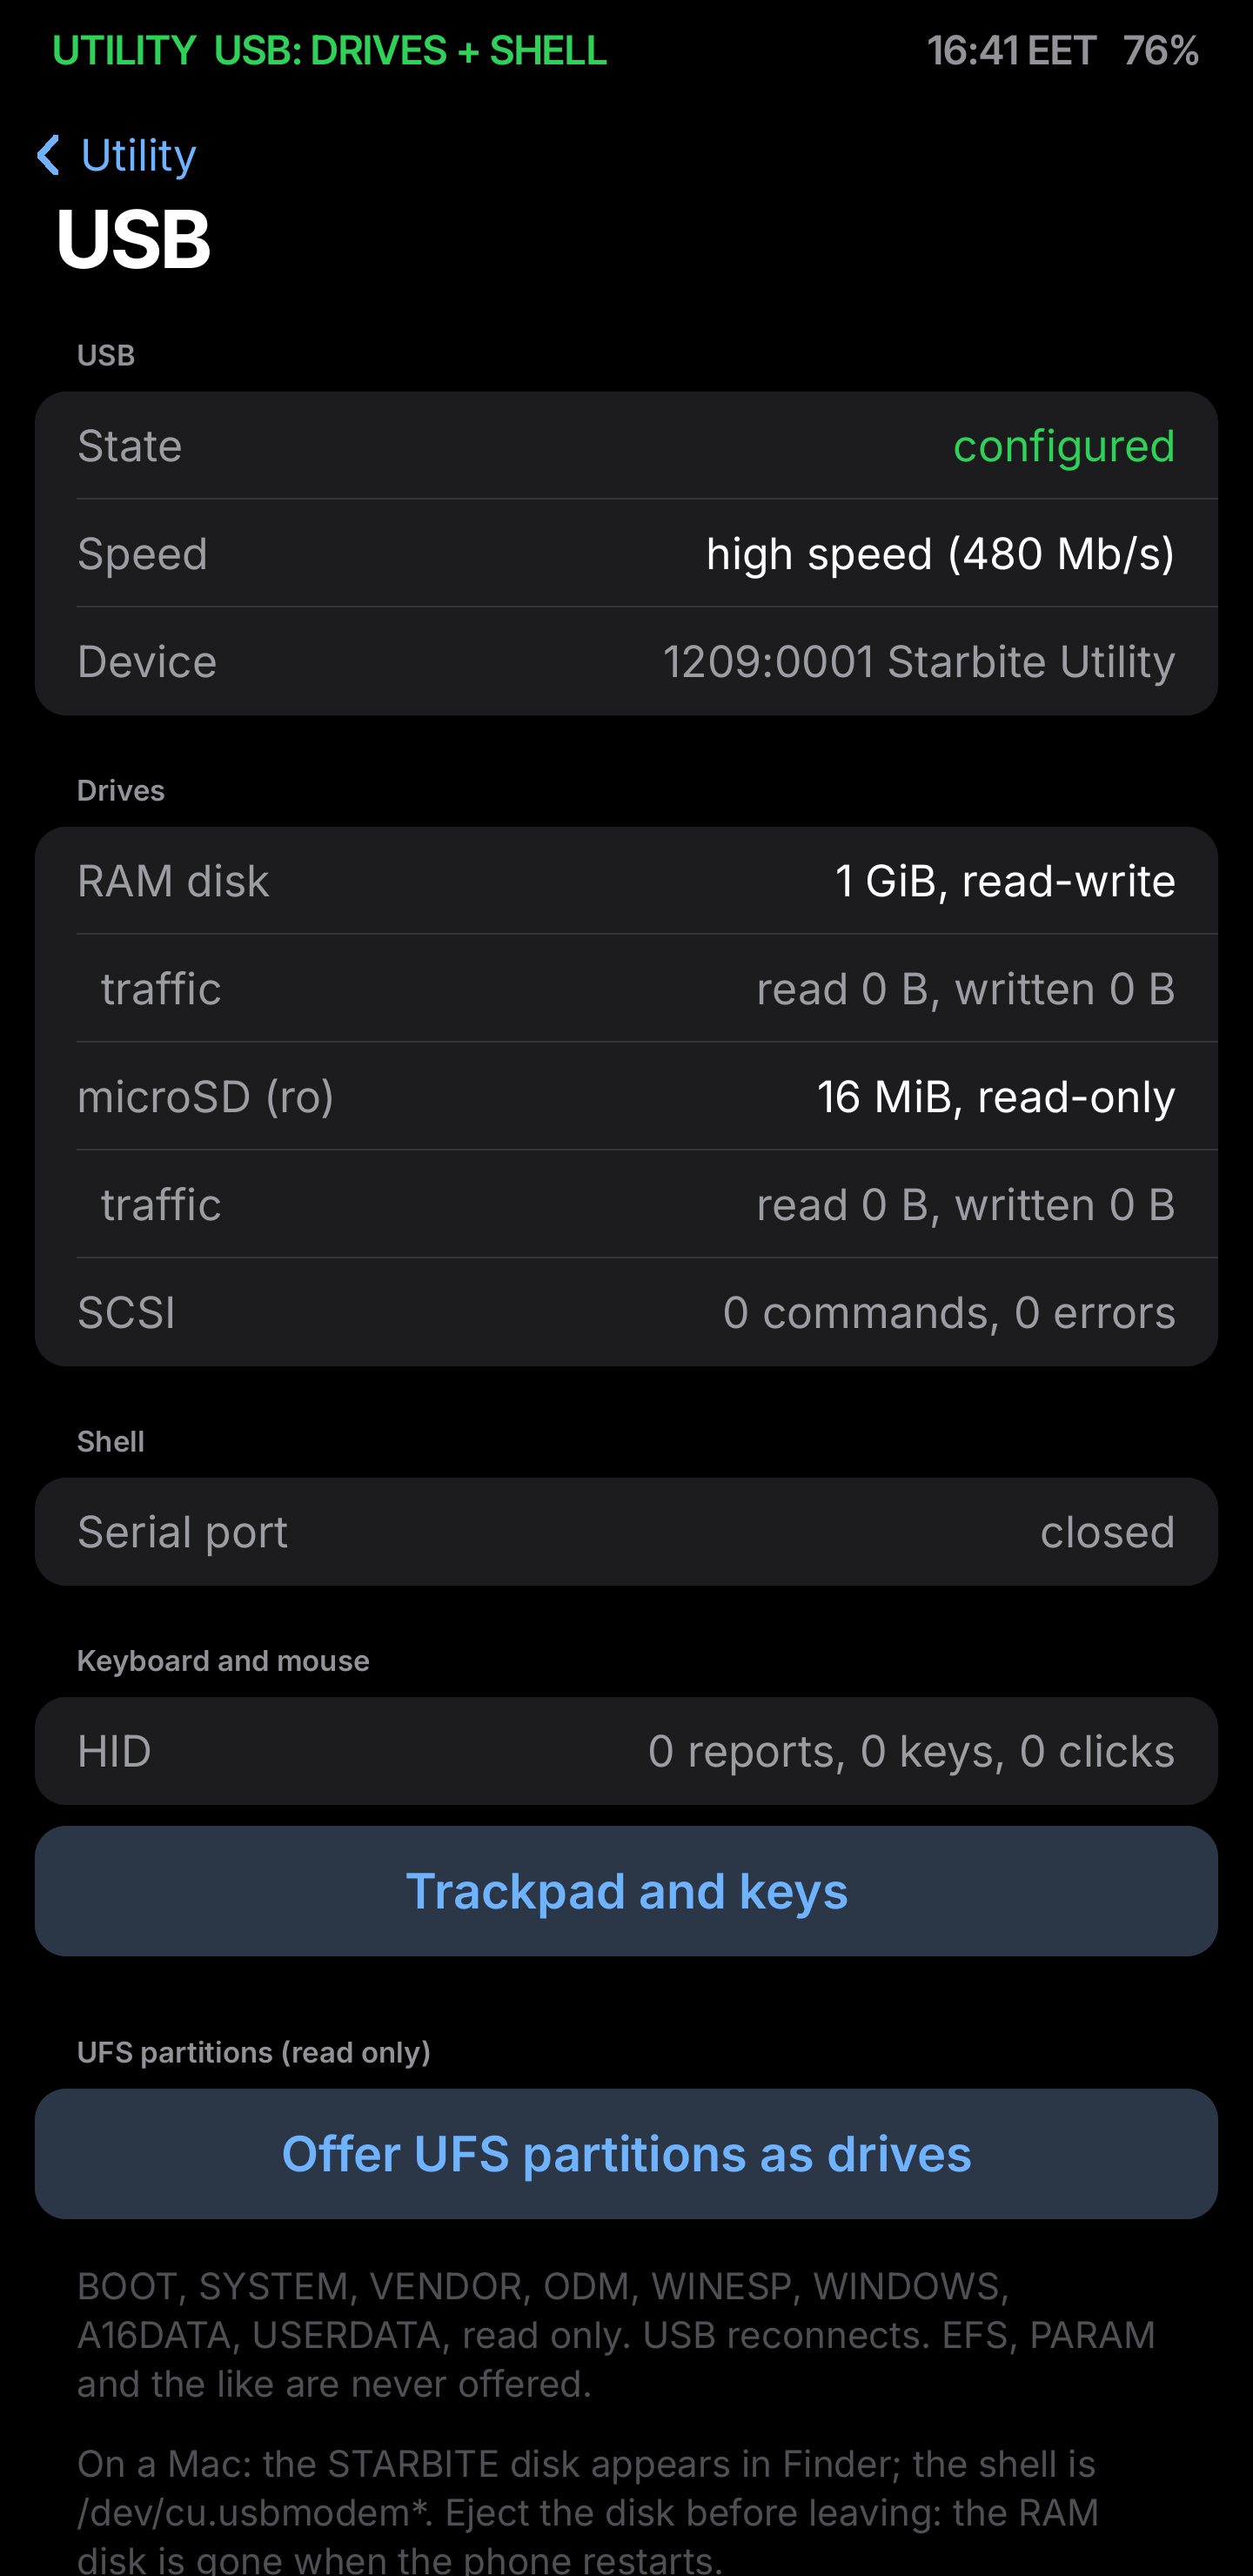 UTILITY USB: DRIVES + SHELL 16:41 EET 76%
Utility
USB
USB
State configured
Speed high speed (480 Mb/s)
Device 1209:0001 Starbite Utility
Drives
RAM disk 1 GiB, read-write
traffic read 0 B, written 0 B
microSD (ro) 16 MiB, read-only
traffic read 0 B, written 0 B
SCSI 0 commands, 0 errors
Shell
Serial port closed
Keyboard and mouse
HID 0 reports, 0 keys, 0 clicks
Trackpad and keys
UFS partitions (read only)
Offer UFS partitions as drives
BOOT, SYSTEM, VENDOR, ODM, WINESP, WINDOWS,
A16DATA, USERDATA, read only. USB reconnects. EFS, PARAM
and the like are never offered.
On a Mac: the STARBITE disk appears in Finder; the shell is
/dev/cu.usbmodem*. Eject the disk before leaving: the RAM
disk is gone when the phone restarts.